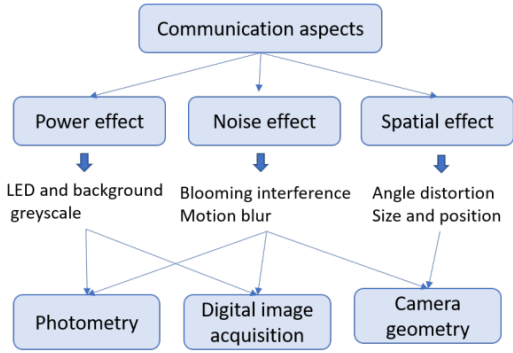 Communication aspects
Power effect
Noise effect
Spatial effect
LED and background
greyscale
Blooming interference
Motion blur
Angle distortion
Size and position
Photometry
Digital image
acquisition
Camera
geometry